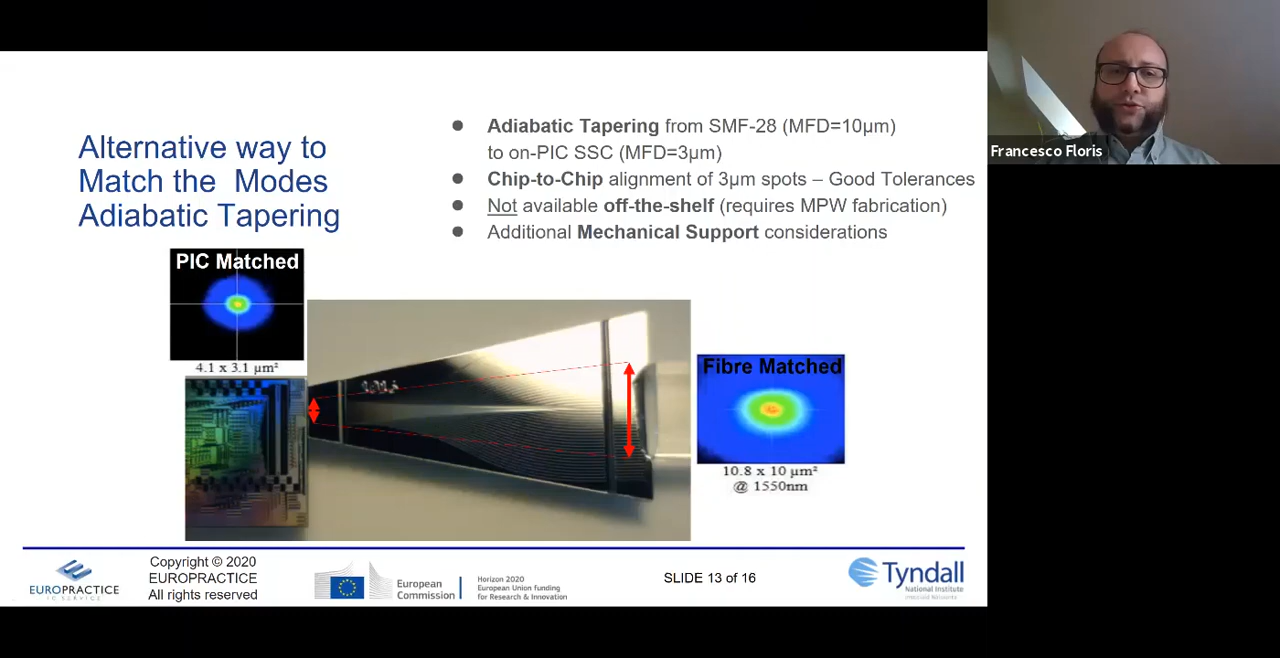 Francesco Floris
Alternative way to
Match the Modes
Adiabatic Tapering
Adiabatic Tapering from SMF-28 (MFD=10µm)
to on-PIC SSC (MFD=3µm)
Chip-to-Chip alignment of 3µm spots – Good Tolerances
Not available off-the-shelf (requires MPW fabrication)
Additional Mechanical Support considerations
PIC Matched
4.1 x 3.1 µm²
Fibre Matched
10.8 x 10 µm²
@ 1550nm
EUROPRACTICE
IC SERVICE
Copyright © 2020
EUROPRACTICE
All rights reserved
European
Commission
Horizon 2020
European Union funding
for Research & Innovation
SLIDE 13 of 16
Tyndall
National Institute